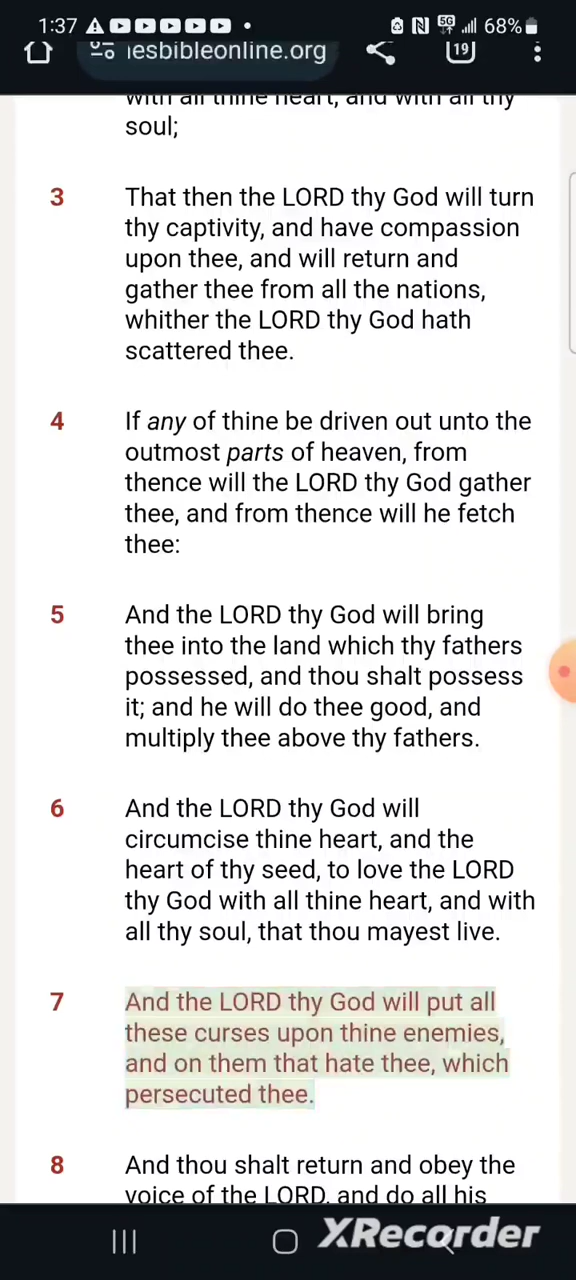 1:37 68%
iesbibleonline.org 19
with all thine heart, and with all thy
soul;
3 That then the LORD thy God will turn
thy captivity, and have compassion
upon thee, and will return and
gather thee from all the nations,
whither the LORD thy God hath
scattered thee.
4 If any of thine be driven out unto the
outmost parts of heaven, from
thence will the LORD thy God gather
thee, and from thence will he fetch
thee:
5 And the LORD thy God will bring
thee into the land which thy fathers
possessed, and thou shalt possess
it; and he will do thee good, and
multiply thee above thy fathers.
6 And the LORD thy God will
circumcise thine heart, and the
heart of thy seed, to love the LORD
thy God with all thine heart, and with
all thy soul, that thou mayest live.
7 And the LORD thy God will put all
these curses upon thine enemies,
and on them that hate thee, which
persecuted thee.
8 And thou shalt return and obey the
voice of the LORD, and do all his
XRecorder